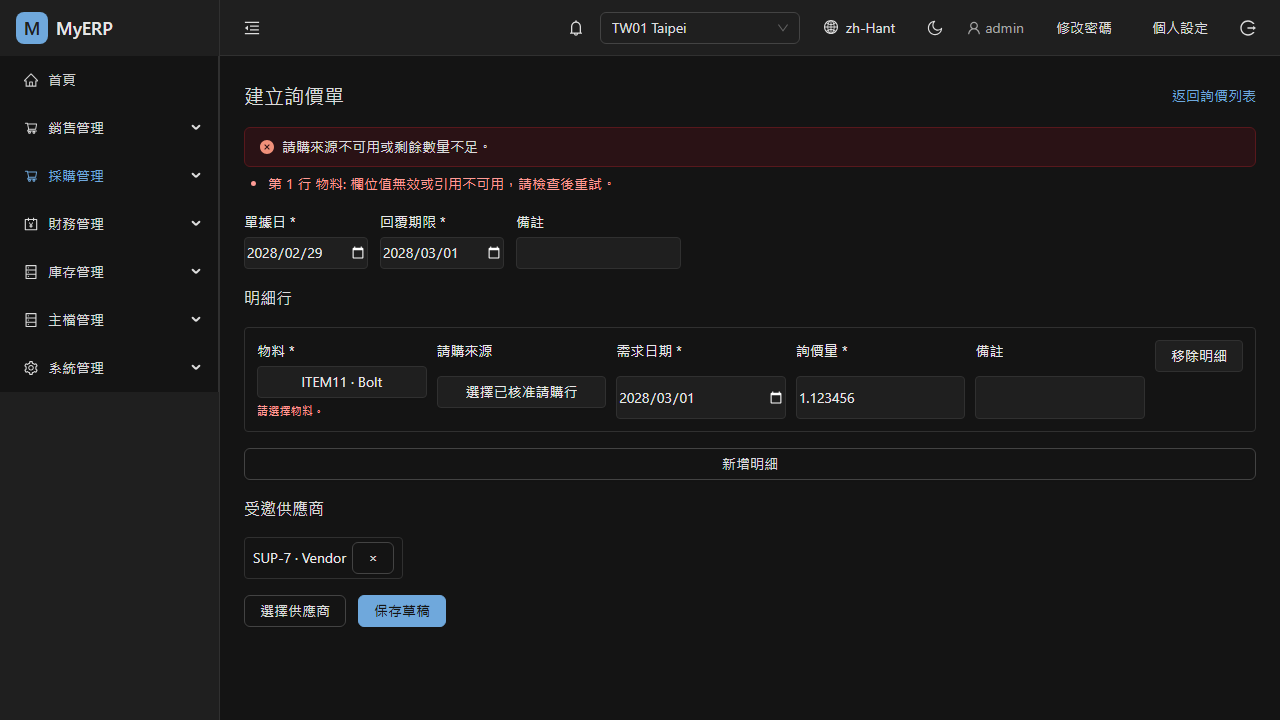 M MyERP
TW01 Taipei
zh-Hant
admin
修改密碼
個人設定
首頁
銷售管理
採購管理
財務管理
庫存管理
主檔管理
系統管理
建立詢價單
返回詢價列表
請購來源不可用或剩餘數量不足。
第 1 行 物料: 欄位值無效或引用不可用，請檢查後重試。
單據日 * 回覆期限 * 備註
2028/02/29 2028/03/01
明細行
物料 * 請購來源 需求日期 * 詢價量 * 備註
移除明細
ITEM11 · Bolt
選擇已核准請購行
2028/03/01
1.123456
請選擇物料。
新增明細
受邀供應商
SUP-7 · Vendor ×
選擇供應商 保存草稿